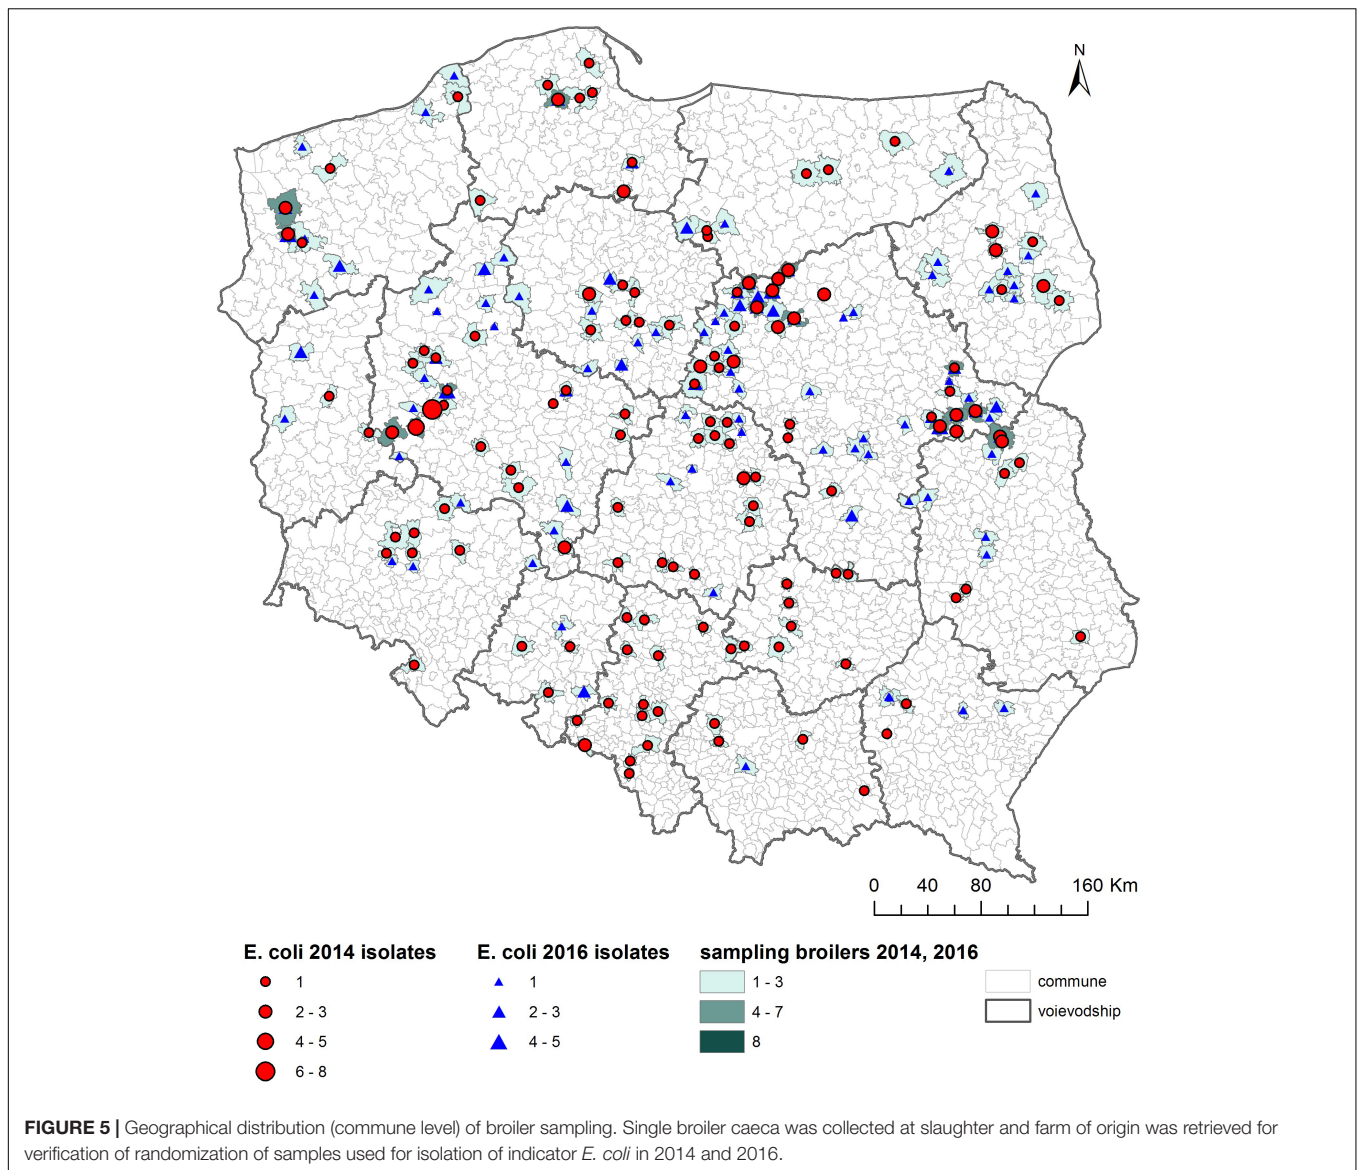 N
0 40 80 160 Km
E. coli 2014 isolates
1
2 - 3
4 - 5
6 - 8
E. coli 2016 isolates
1
2 - 3
4 - 5
sampling broilers 2014, 2016
1 - 3
4 - 7
8
commune
voievodship
FIGURE 5 | Geographical distribution (commune level) of broiler sampling. Single broiler caeca was collected at slaughter and farm of origin was retrieved for
verification of randomization of samples used for isolation of indicator E. coli in 2014 and 2016.